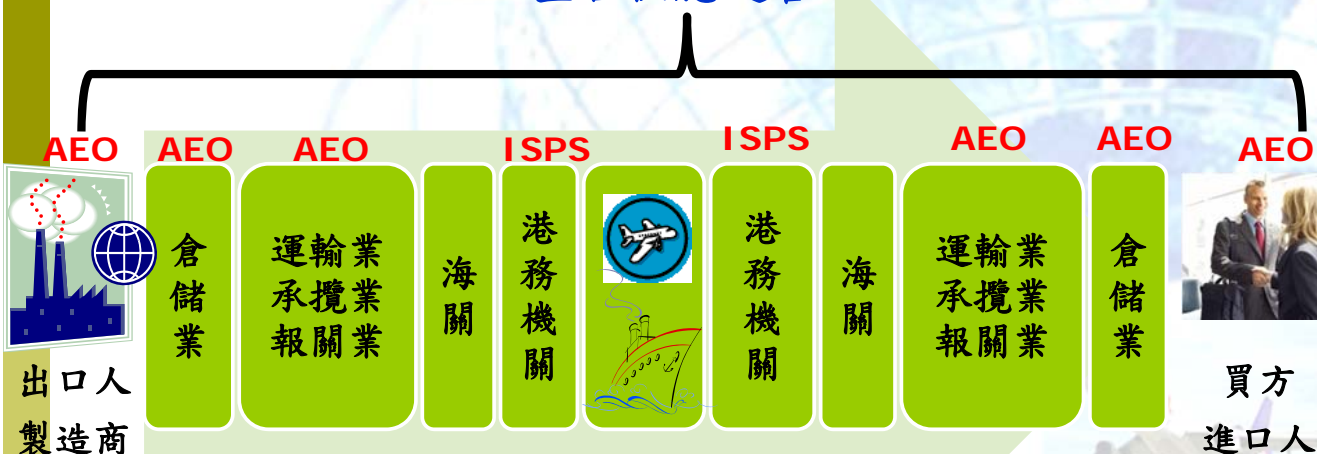 AEO
AEO
AEO
ISPS
ISPS
AEO
AEO
AEO
倉儲業
運輸業
承攬業
報關業
海關
港務機關
港務機關
海關
運輸業
承攬業
報關業
倉儲業
出口人
製造商
買方
進口人